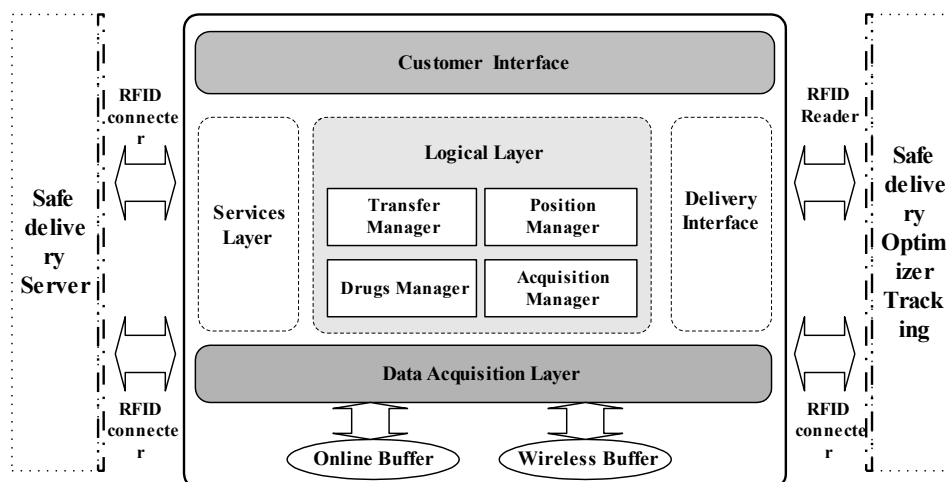 Customer Interface
RFID
connecte
r
RFID
Reader
Logical Layer
Services
Layer
Transfer
Manager
Position
Manager
Drugs Manager
Acquisition
Manager
Delivery
Interface
Safe
delive
ry
Server
Safe
delive
ry
Optim
izer
Track
ing
Data Acquisition Layer
RFID
connecte
r
RFID
connecte
r
Online Buffer
Wireless Buffer